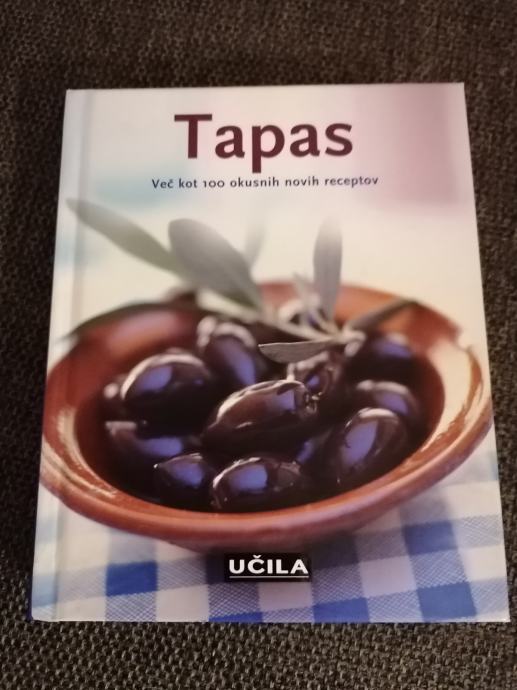 Tapas
Več kot 100 okusnih novih receptov
UČILA